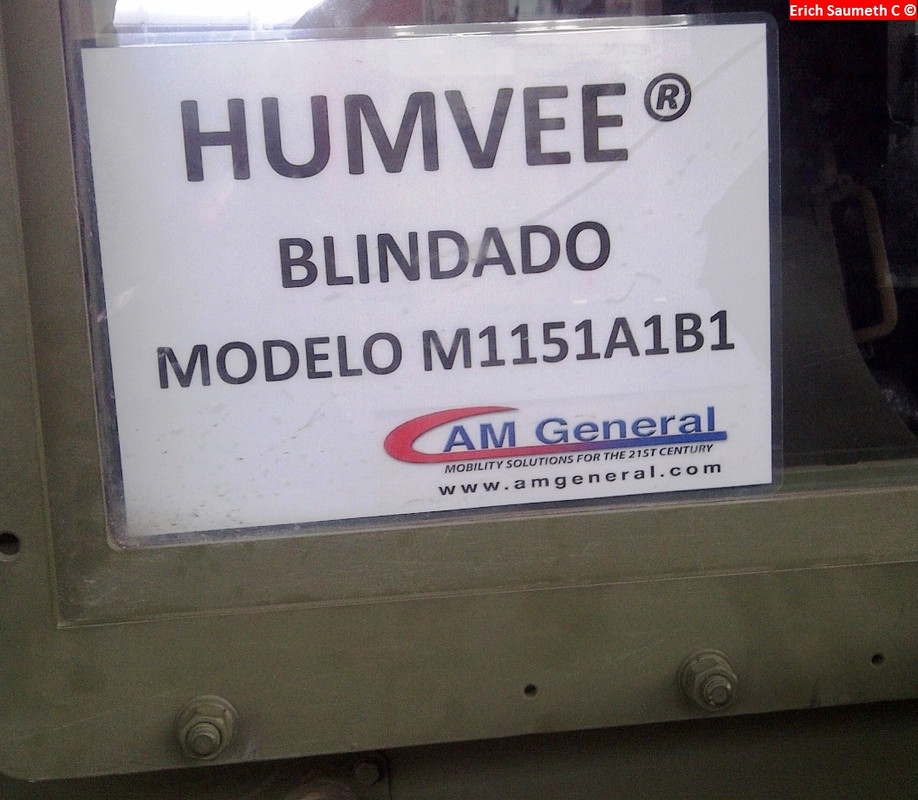 Erich Saumeth C ©
HUMVEE®
BLINDADO
MODELO M1151A1B1
AM General
MOBILITY SOLUTIONS FOR THE 21ST CENTURY
www.amgeneral.com